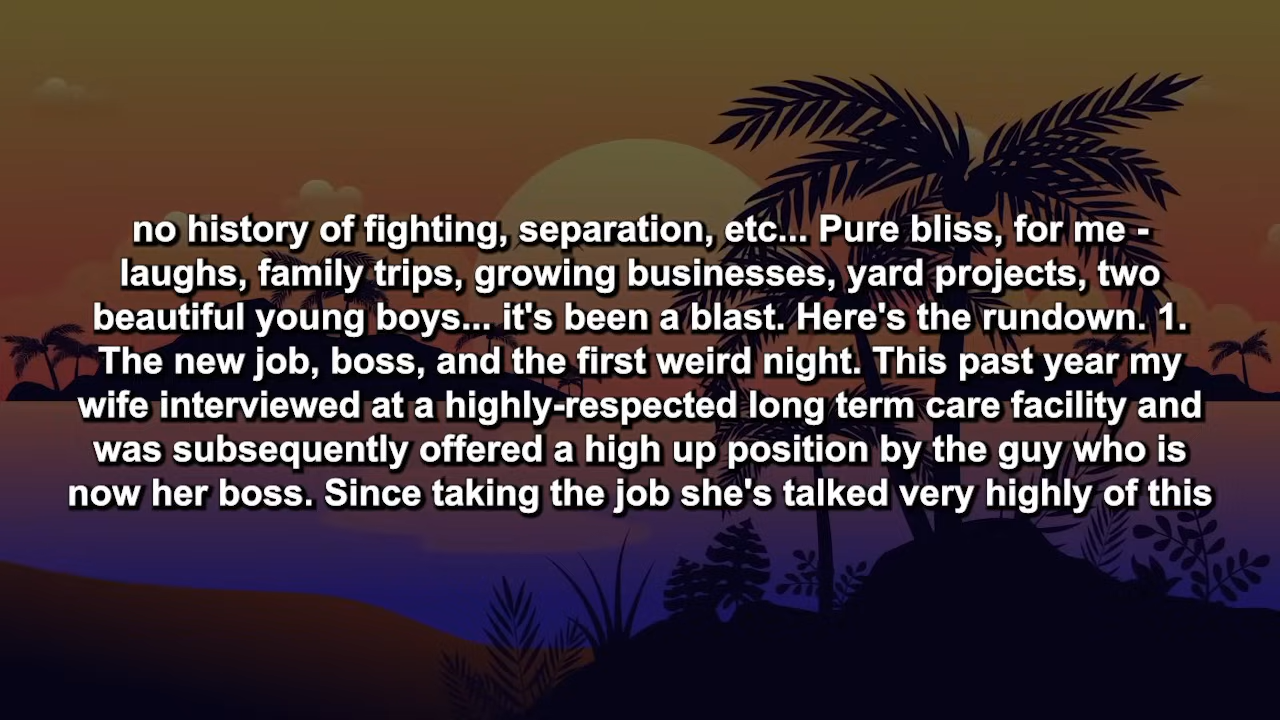 no history of fighting, separation, etc... Pure bliss, for me -
laughs, family trips, growing businesses, yard projects, two
beautiful young boys... it's been a blast. Here's the rundown. 1.
The new job, boss, and the first weird night. This past year my
wife interviewed at a highly-respected long term care facility and
was subsequently offered a high up position by the guy who is
now her boss. Since taking the job she's talked very highly of this